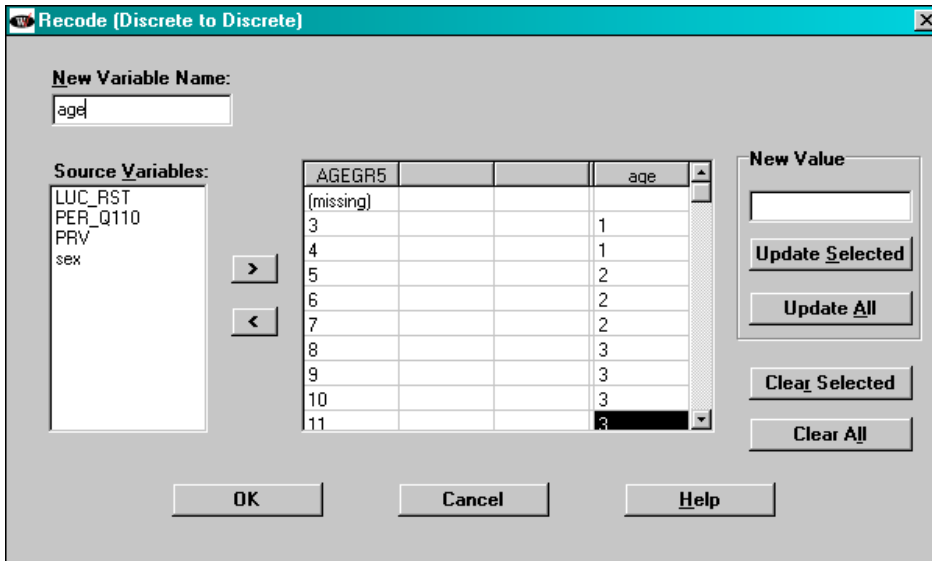 Recode (Discrete to Discrete)
New Variable Name:
age
Source Variables:
LUC_RST
PER_Q110
PRV
sex
>
<
AGEGR5 age
(missing)
3 1
4 1
5 2
6 2
7 2
8 3
9 3
10 3
11 3
New Value
Update Selected
Update All
Clear Selected
Clear All
OK Cancel Help